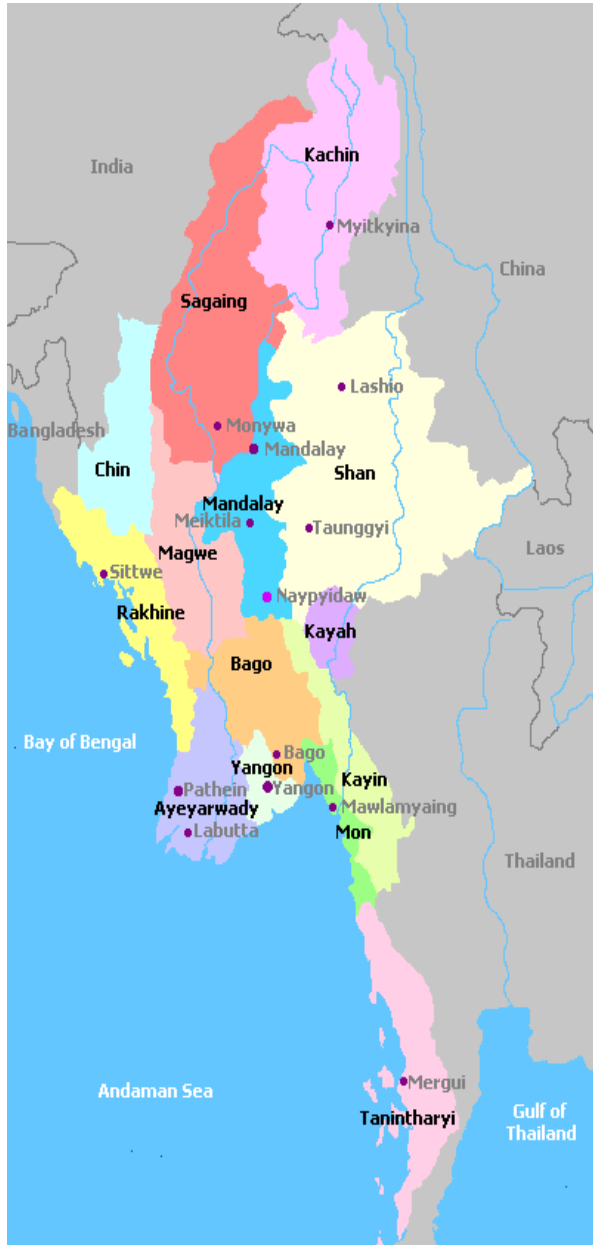 Kachin
India
Myitkyina
China
Sagaing
Lashio
Monywa
Bangladesh
Mandalay
Chin
Shan
Mandalay
Meiktila
Taunggyi
Magwe
Laos
Sittwe
Naypyidaw
Rakhine
Kayah
Bago
Bay of Bengal
Bago
Yangon
Kayin
Pathein
Yangon
Ayeyarwady
Mawlamyaing
Labutta
Mon
Thailand
Mergui
Andaman Sea
Tanintharyi
Gulf of
Thailand